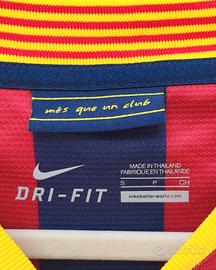 més que un club
MADE IN THAILAND
FABRIQUÉ EN THAÏLANDE
S P CH
nikebetterworld.com
DRI-FIT